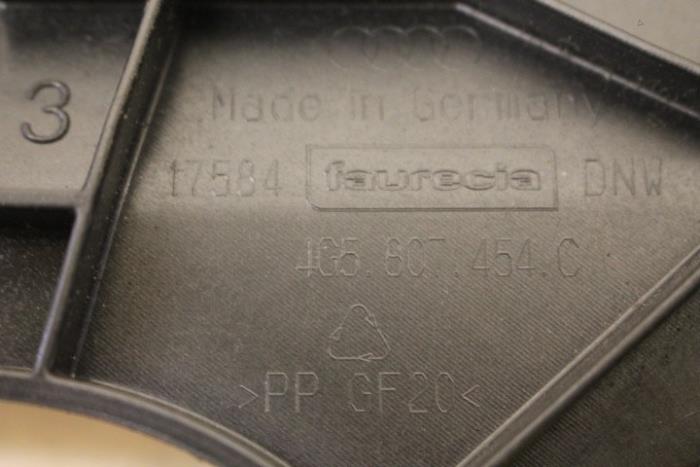 3
Made in Germany
17584 faurecia DNW
4G5.807.454.C
>PP GF20<